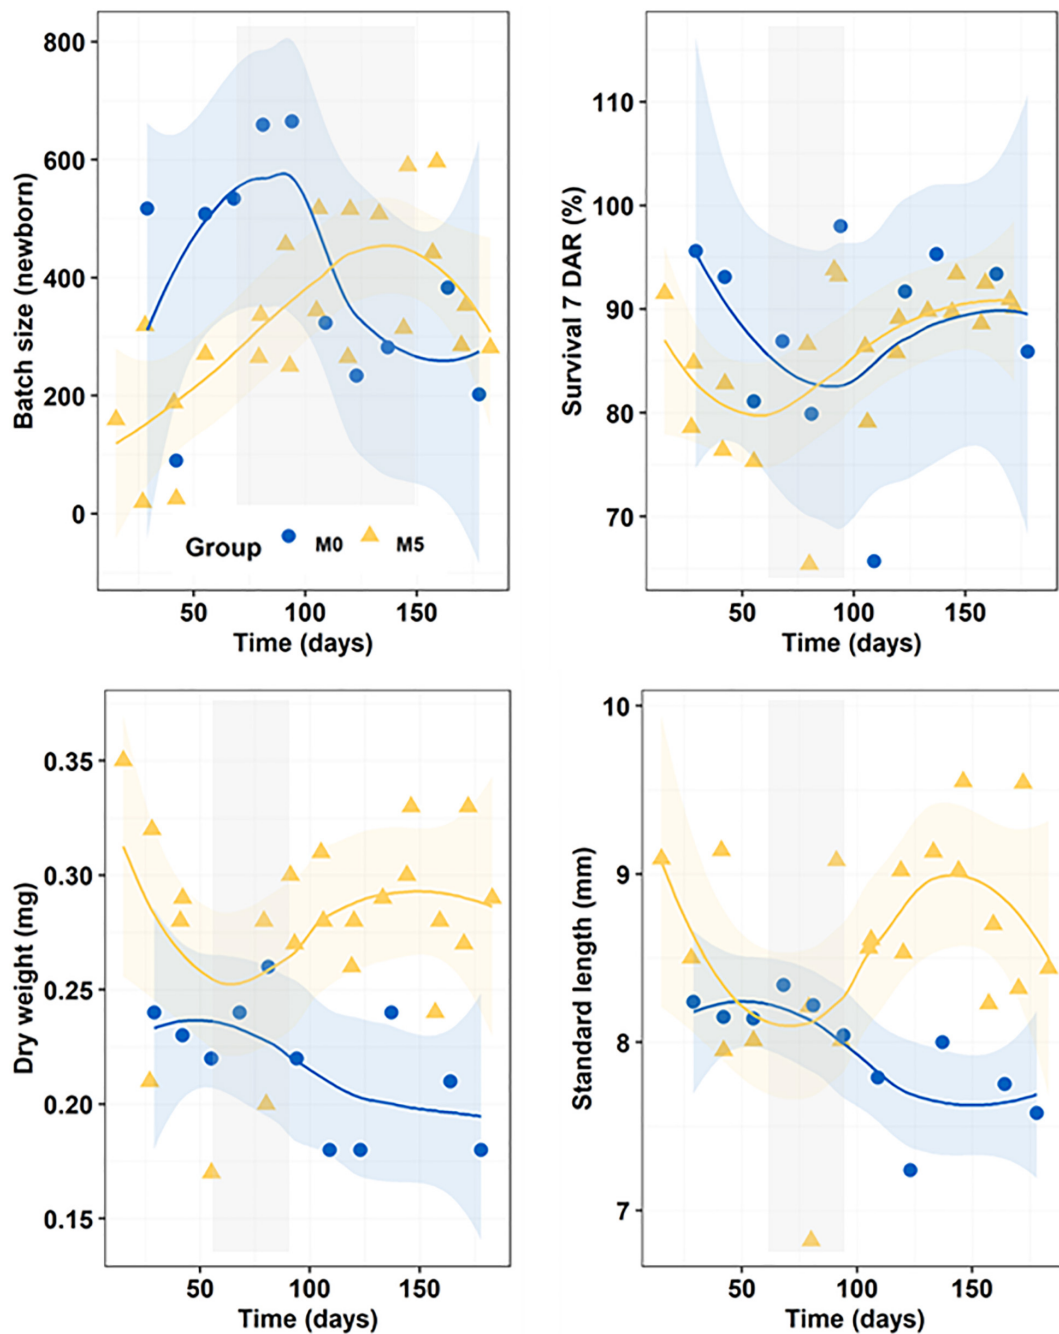 Batch size (newborn)
800
600
400
200
0
Group M0 M5
50 100 150
Time (days)
Survival 7 DAR (%)
110
100
90
80
70
50 100 150
Time (days)
Dry weight (mg)
0.35
0.30
0.25
0.20
0.15
50 100 150
Time (days)
Standard length (mm)
10
9
8
7
50 100 150
Time (days)